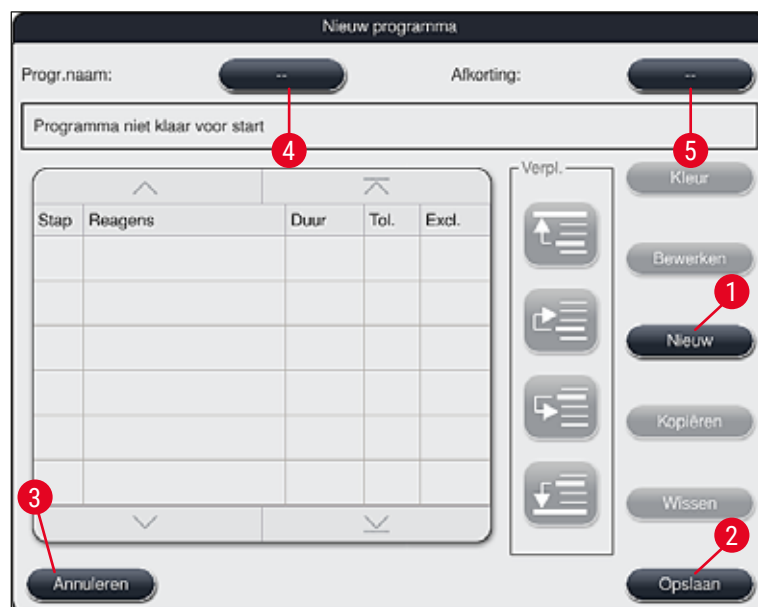 Nieuw programma
Progr.naam: -- Afkorting: --
Programma niet klaar voor start
4
5
Verpl.
Kleur
Stap Reagens Duur Tol. Excl.
Bewerken
1
Nieuw
Kopiëren
3
Wissen
2
Annuleren
Opslaan